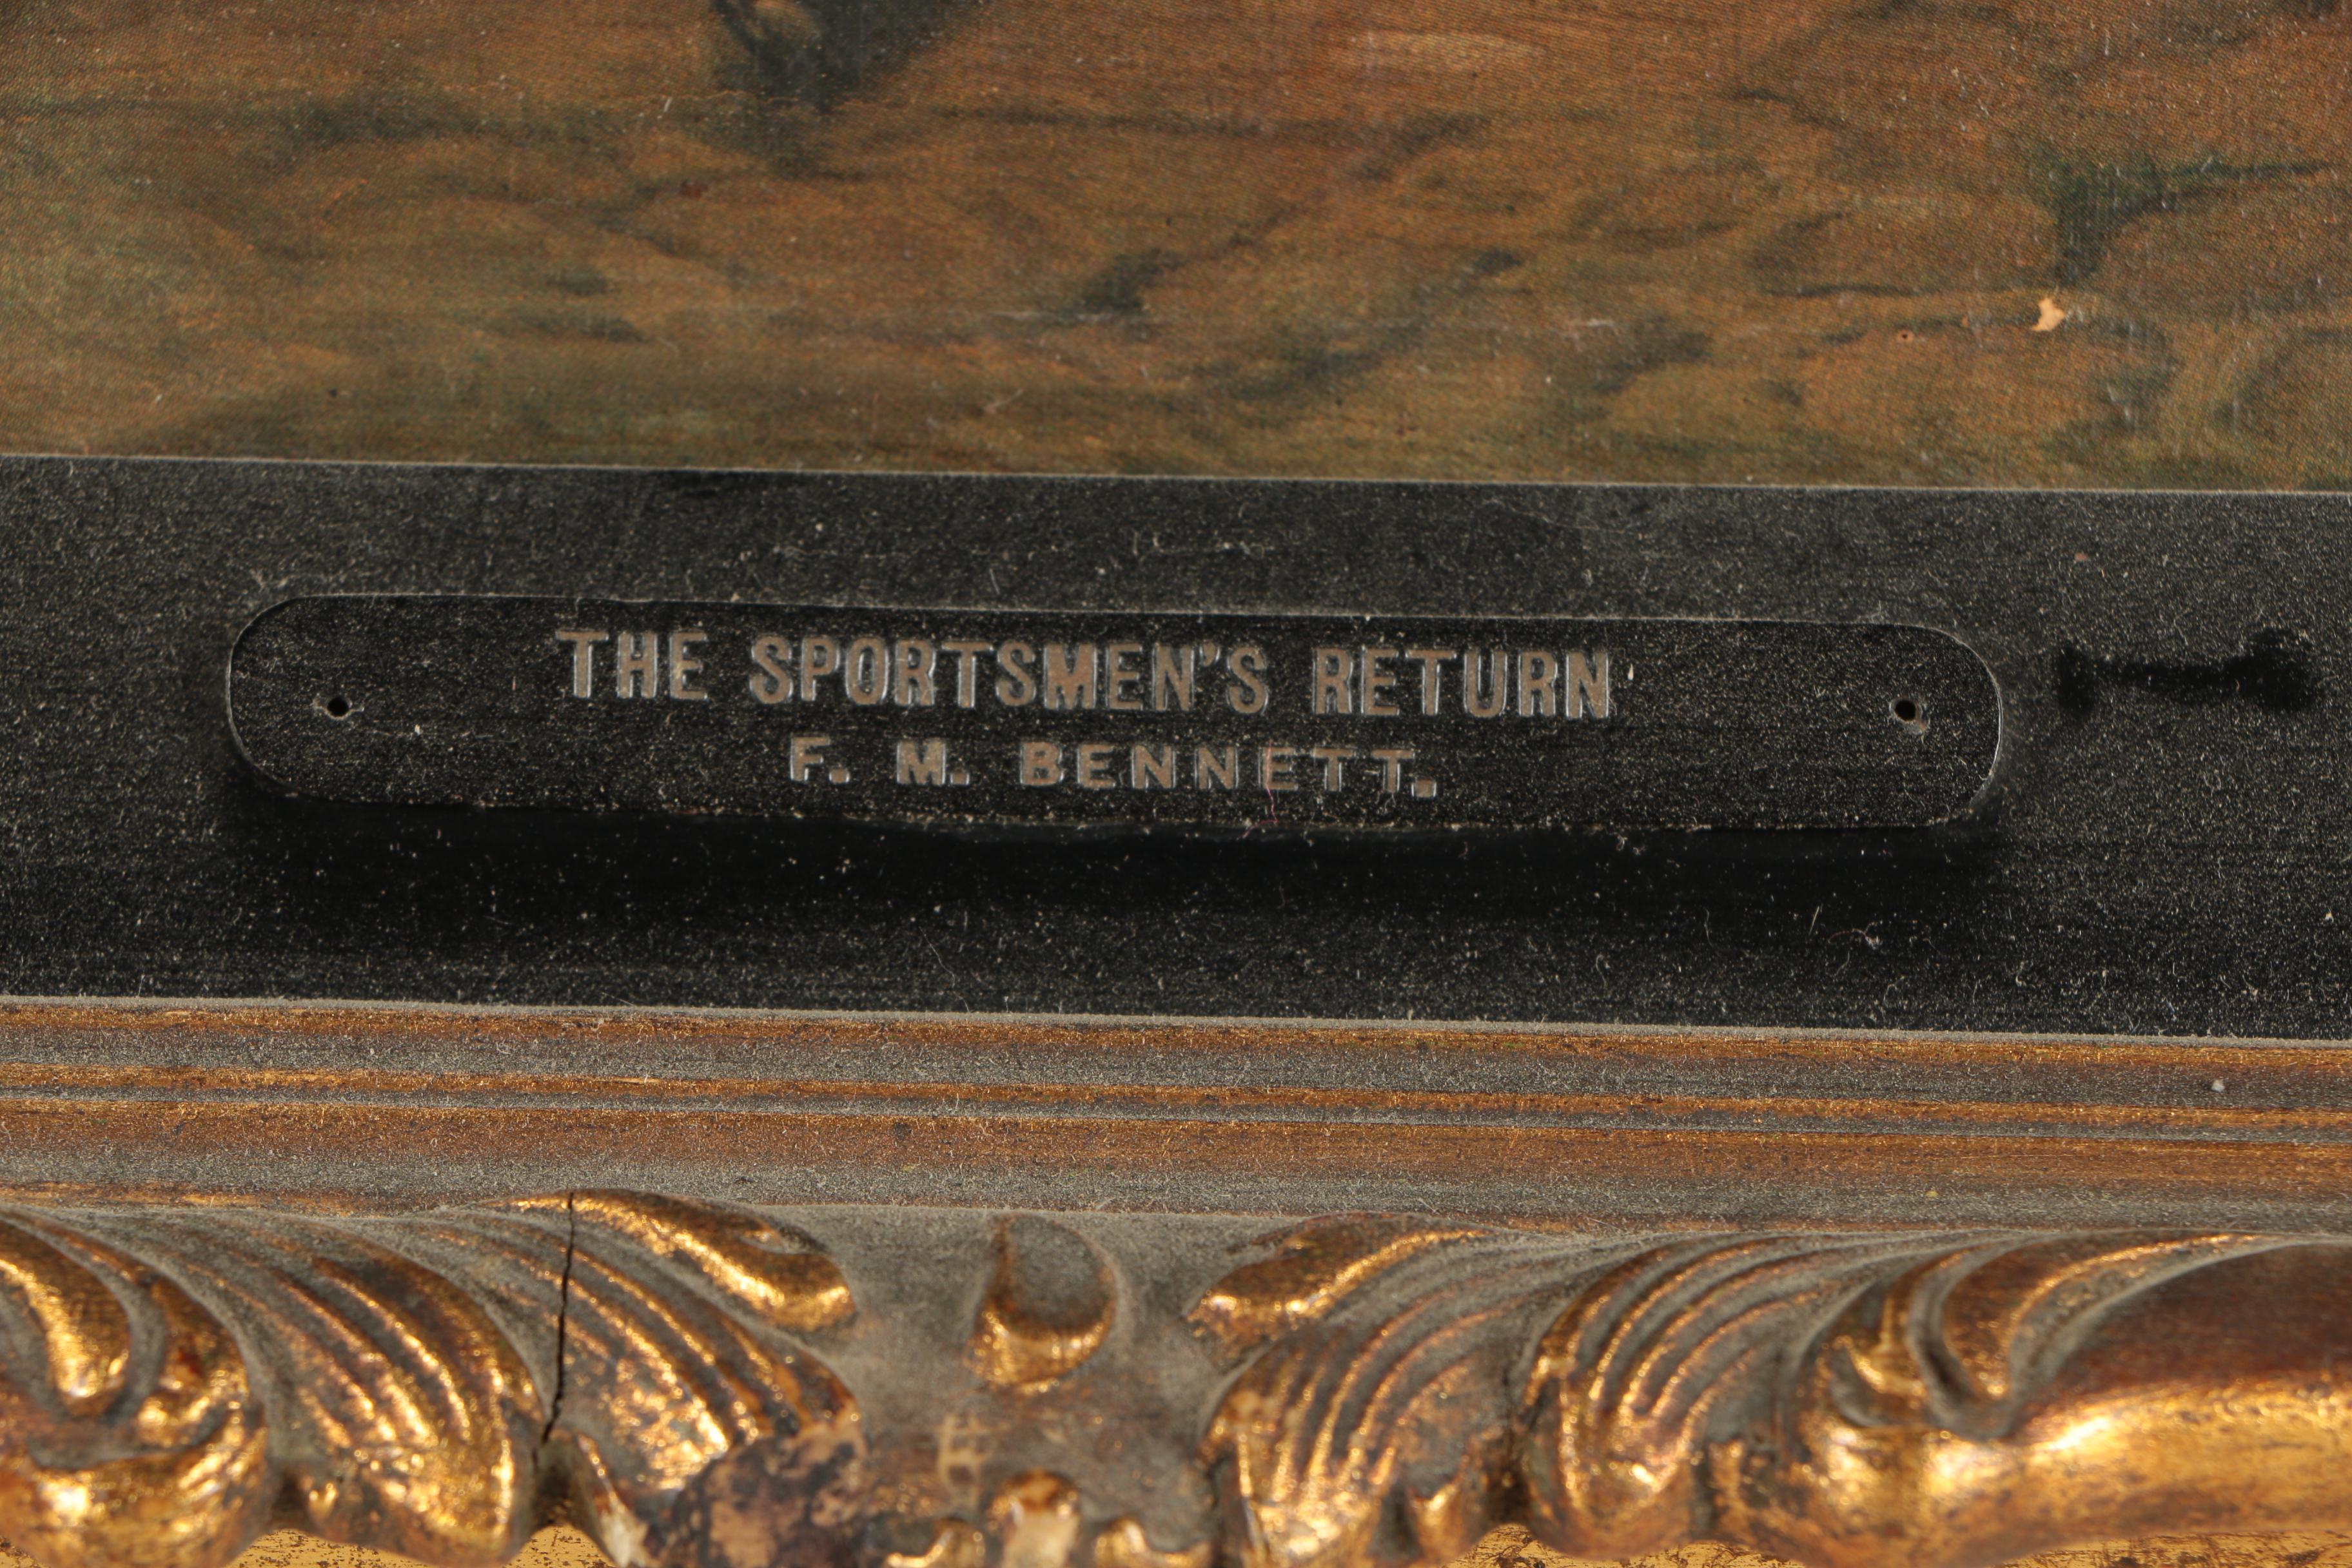 THE SPORTSMEN'S RETURN
F. M. BENNETT.